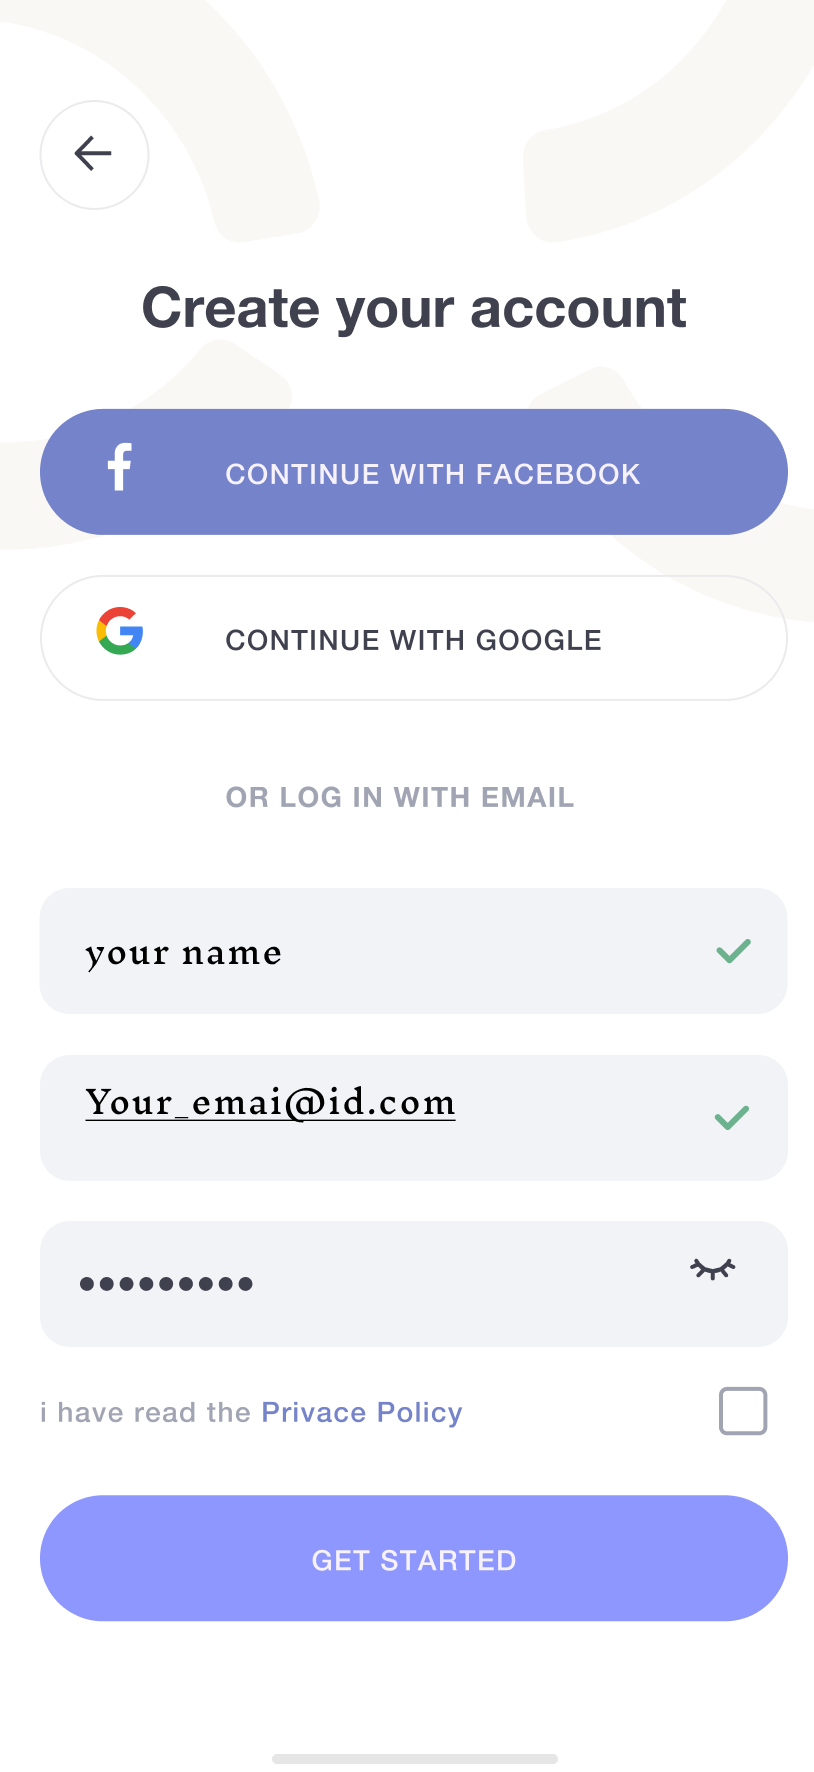 Create your account
CONTINUE WITH FACEBOOK
CONTINUE WITH GOOGLE
OR LOG IN WITH EMAIL
your name
Your_emai@id.com
•••••••••
i have read the Privace Policy
GET STARTED